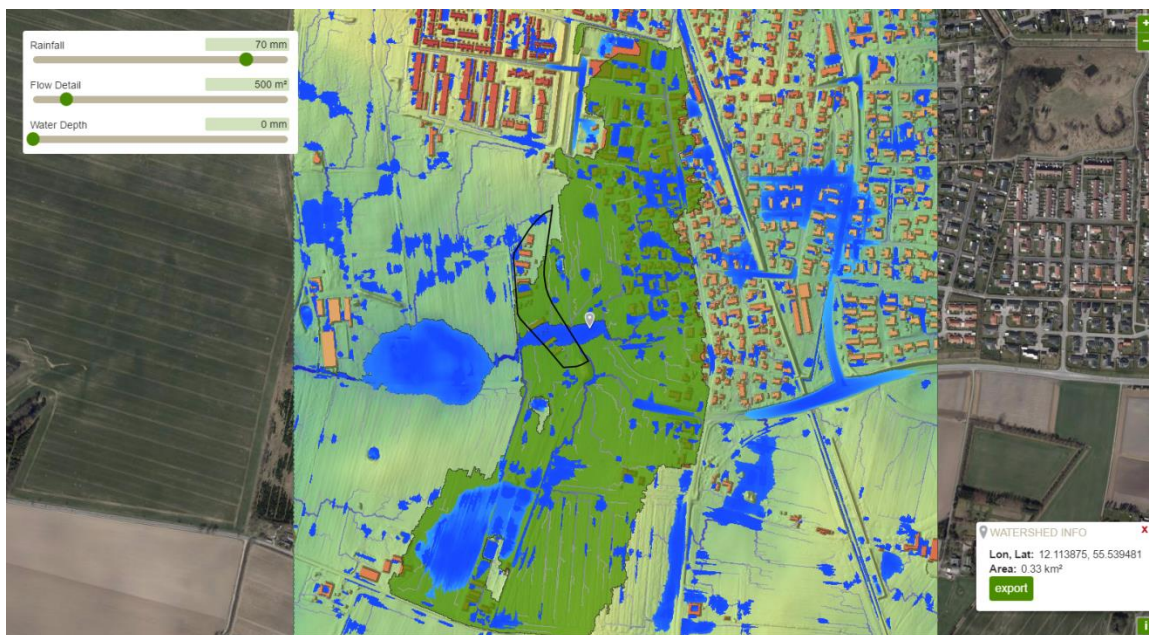 Rainfall 70 mm
Flow Detail 500 m²
Water Depth 0 mm
+
−
WATERSHED INFO x
Lon, Lat: 12.113875, 55.539481
Area: 0.33 km²
export
i